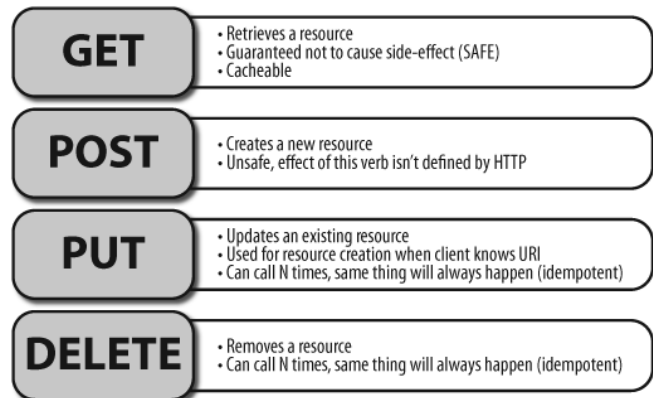 GET
• Retrieves a resource
• Guaranteed not to cause side-effect (SAFE)
• Cacheable
POST
• Creates a new resource
• Unsafe, effect of this verb isn't defined by HTTP
PUT
• Updates an existing resource
• Used for resource creation when client knows URI
• Can call N times, same thing will always happen (idempotent)
DELETE
• Removes a resource
• Can call N times, same thing will always happen (idempotent)